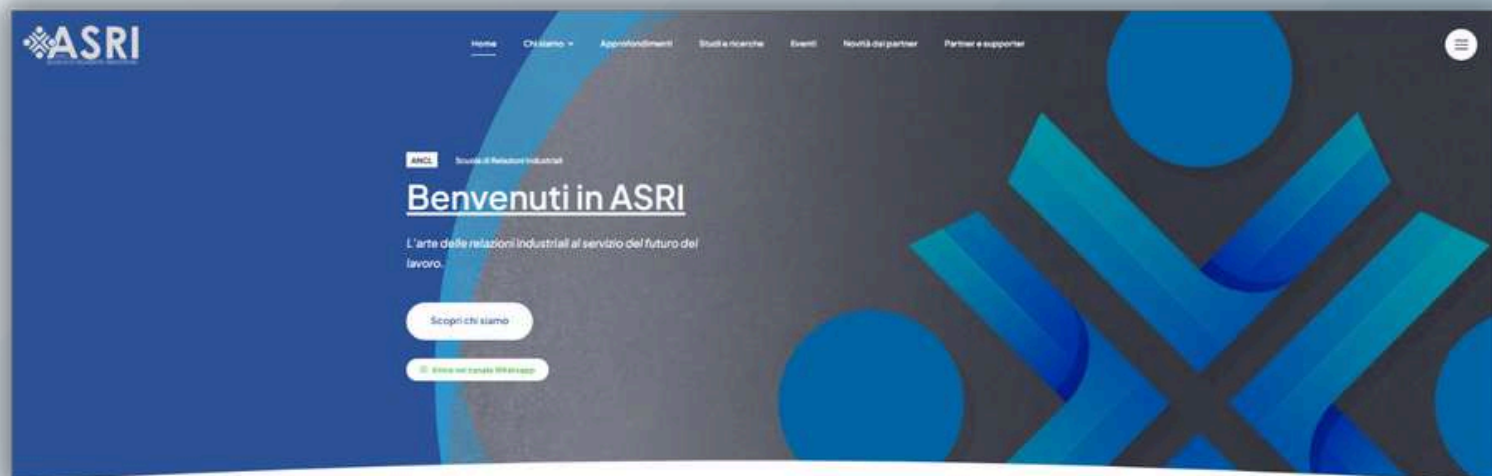 ASRI
Home Chi siamo Approfondimenti Studi e ricerche Eventi Novità dai partner Partner e supporter
ANCL Scuola di Relazioni Industriali
Benvenuti in ASRI
L'arte delle relazioni industriali al servizio del futuro del
lavoro.
Scopri chi siamo
Entra nel canale Whatsapp